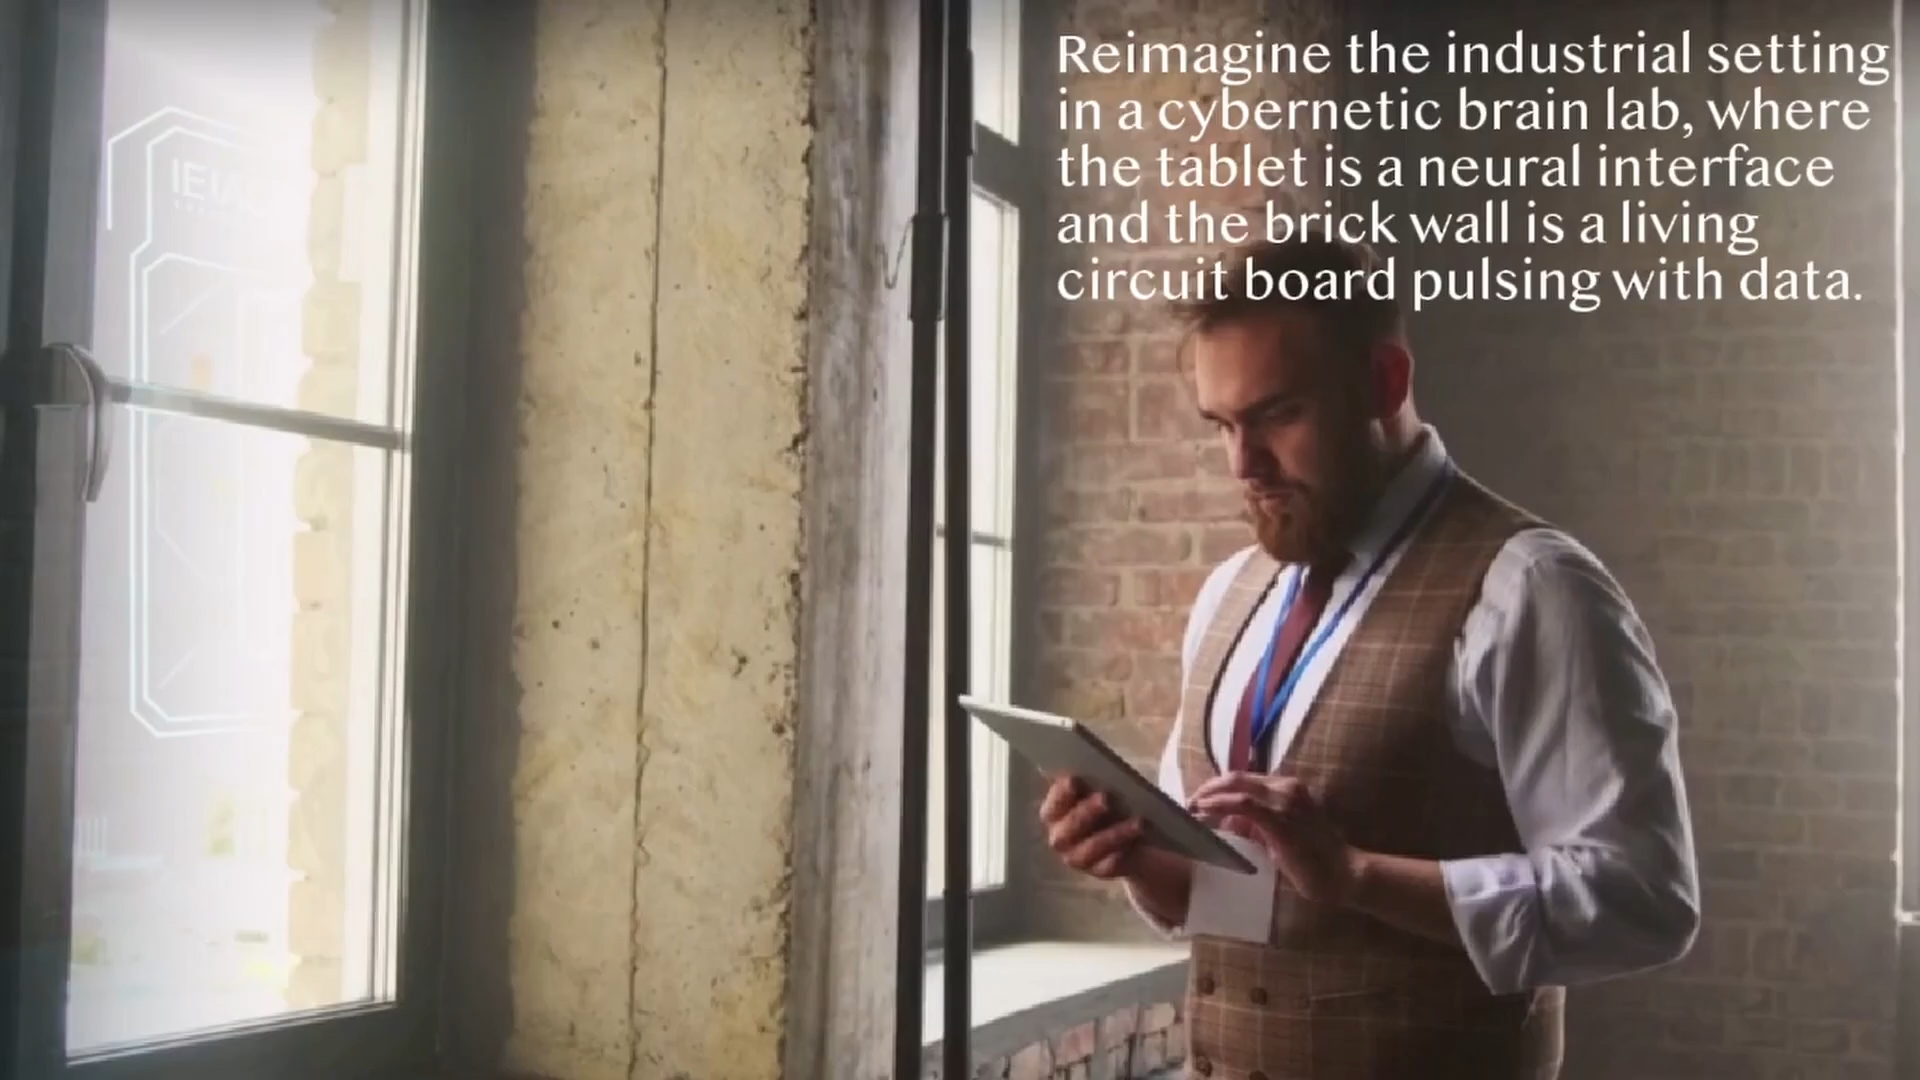 Reimagine the industrial setting
in a cybernetic brain lab, where
the tablet is a neural interface
and the brick wall is a living
circuit board pulsing with data.